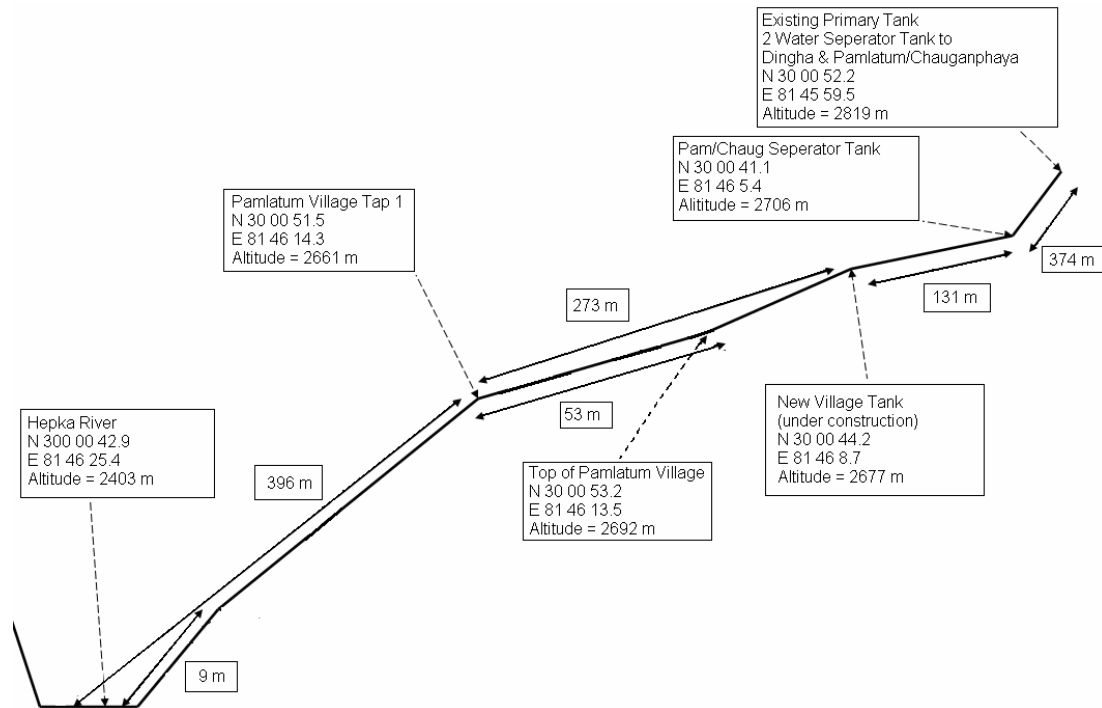 Existing Primary Tank
2 Water Seperator Tank to
Dingha & Pamlatum/Chauganphaya
N 30 00 52.2
E 81 45 59.5
Altitude = 2819 m
Pam/Chaug Seperator Tank
N 30 00 41.1
E 81 46 5.4
Alititude = 2706 m
Pamlatum Village Tap 1
N 30 00 51.5
E 81 46 14.3
Altitude = 2661 m
374 m
131 m
273 m
53 m
New Village Tank
(under construction)
N 30 00 44.2
E 81 46 8.7
Altitude = 2677 m
Hepka River
N 300 00 42.9
E 81 46 25.4
Altitude = 2403 m
396 m
Top of Pamlatum Village
N 30 00 53.2
E 81 46 13.5
Altitude = 2692 m
9 m